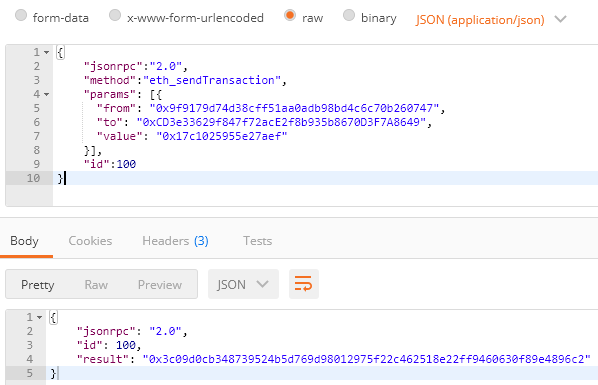 form-data x-www-form-urlencoded raw binary JSON (application/json)
1 {
2 "jsonrpc":"2.0",
3 "method":"eth_sendTransaction",
4 "params": [{
5 "from": "0x9f9179d74d38cff51aa0adb98bd4c6c70b260747",
6 "to": "0xCD3e33629f847f72acE2f8b935b8670D3F7A8649",
7 "value": "0x17c1025955e27aef"
8 }],
9 "id":100
10 }
Body Cookies Headers (3) Tests
Pretty Raw Preview JSON
1 {
2 "jsonrpc": "2.0",
3 "id": 100,
4 "result": "0x3c09d0cb348739524b5d769d98012975f22c462518e22ff9460630f89e4896c2"
5 }